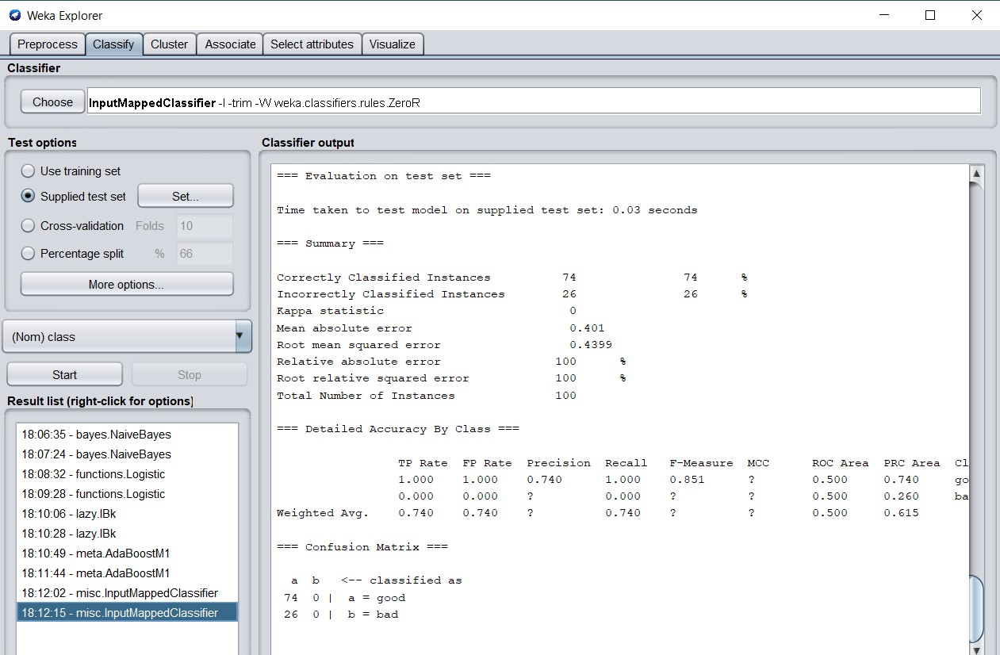 Weka Explorer
Preprocess Classify Cluster Associate Select attributes Visualize
Classifier
Choose InputMappedClassifier -I -trim -W weka.classifiers.rules.ZeroR
Test options
Use training set
Supplied test set Set...
Cross-validation Folds 10
Percentage split % 66
More options...
(Nom) class
Start Stop
Result list (right-click for options)
18:06:35 - bayes.NaiveBayes
18:07:24 - bayes.NaiveBayes
18:08:32 - functions.Logistic
18:09:28 - functions.Logistic
18:10:06 - lazy.IBk
18:10:28 - lazy.IBk
18:10:49 - meta.AdaBoostM1
18:11:44 - meta.AdaBoostM1
18:12:02 - misc.InputMappedClassifier
18:12:15 - misc.InputMappedClassifier
Classifier output
=== Evaluation on test set ===
Time taken to test model on supplied test set: 0.03 seconds
=== Summary ===
Correctly Classified Instances 74 74 %
Incorrectly Classified Instances 26 26 %
Kappa statistic 0
Mean absolute error 0.401
Root mean squared error 0.4399
Relative absolute error 100 %
Root relative squared error 100 %
Total Number of Instances 100
=== Detailed Accuracy By Class ===
TP Rate FP Rate Precision Recall F-Measure MCC ROC Area PRC Area Cl
1.000 1.000 0.740 1.000 0.851 ? 0.500 0.740 go
0.000 0.000 ? 0.000 ? ? 0.500 0.260 ba
Weighted Avg. 0.740 0.740 ? 0.740 ? ? 0.500 0.615
=== Confusion Matrix ===
a b <-- classified as
74 0 | a = good
26 0 | b = bad